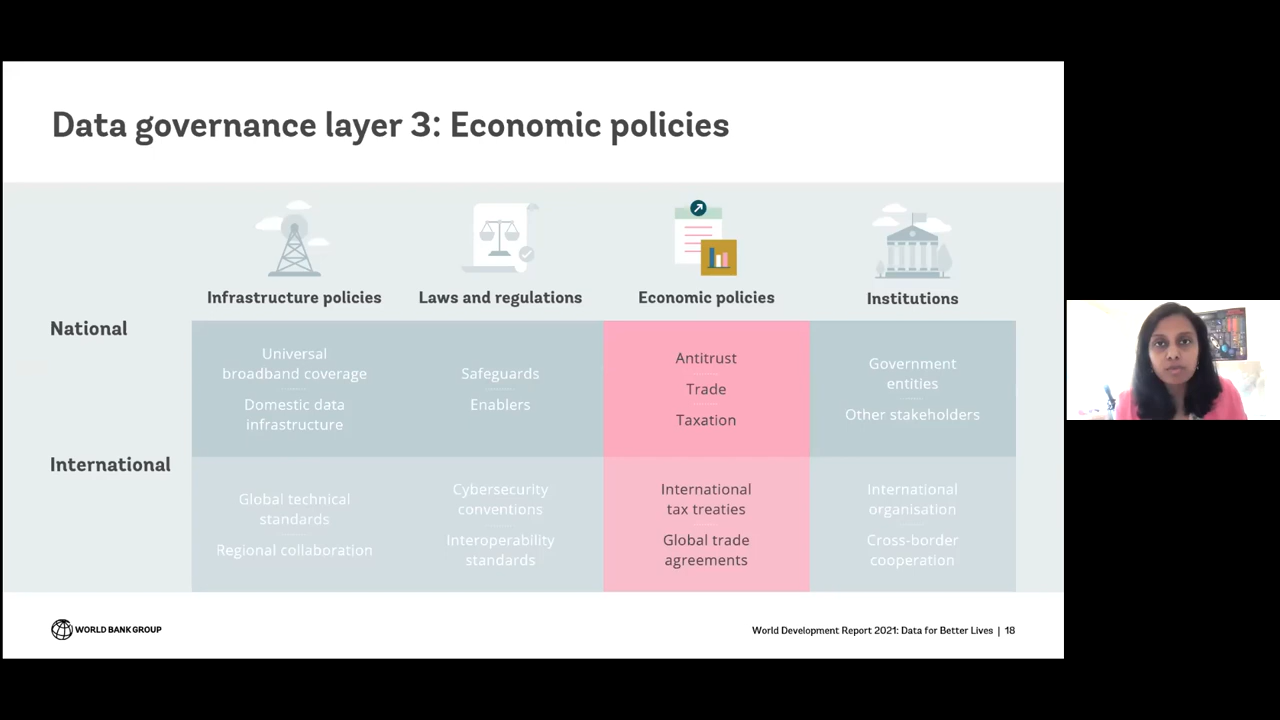 Data governance layer 3: Economic policies
Infrastructure policies
Laws and regulations
Economic policies
Institutions
National
Universal
broadband coverage
Domestic data
infrastructure
Safeguards
Enablers
Antitrust
Trade
Taxation
Government
entities
Other stakeholders
International
Global technical
standards
Regional collaboration
Cybersecurity
conventions
Interoperability
standards
International
tax treaties
Global trade
agreements
International
organisation
Cross-border
cooperation
WORLD BANK GROUP
World Development Report 2021: Data for Better Lives | 18